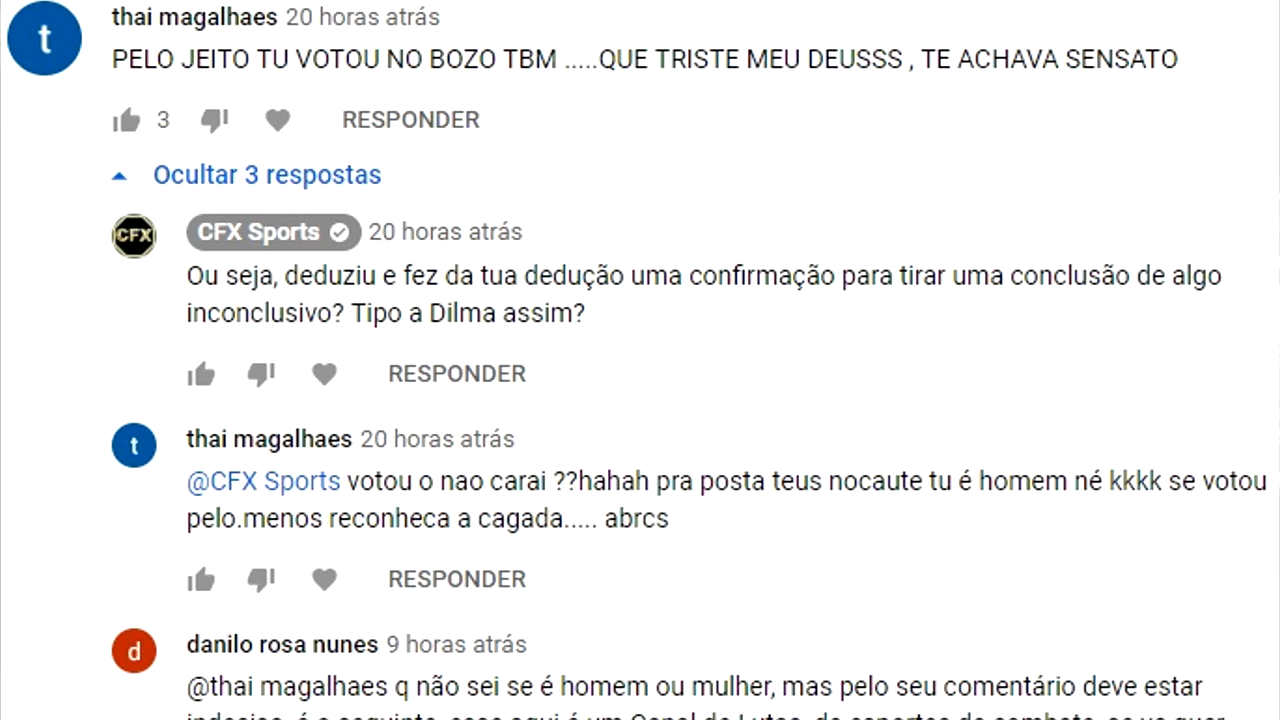 t
thai magalhaes 20 horas atrás
PELO JEITO TU VOTOU NO BOZO TBM .....QUE TRISTE MEU DEUSSS , TE ACHAVA SENSATO
3 RESPONDER
Ocultar 3 respostas
CFX
CFX Sports 20 horas atrás
Ou seja, deduziu e fez da tua dedução uma confirmação para tirar uma conclusão de algo
inconclusivo? Tipo a Dilma assim?
RESPONDER
t
thai magalhaes 20 horas atrás
@CFX Sports votou o nao carai ??hahah pra posta teus nocaute tu é homem né kkkk se votou
pelo.menos reconheca a cagada..... abrcs
RESPONDER
d
danilo rosa nunes 9 horas atrás
@thai magalhaes q não sei se é homem ou mulher, mas pelo seu comentário deve estar